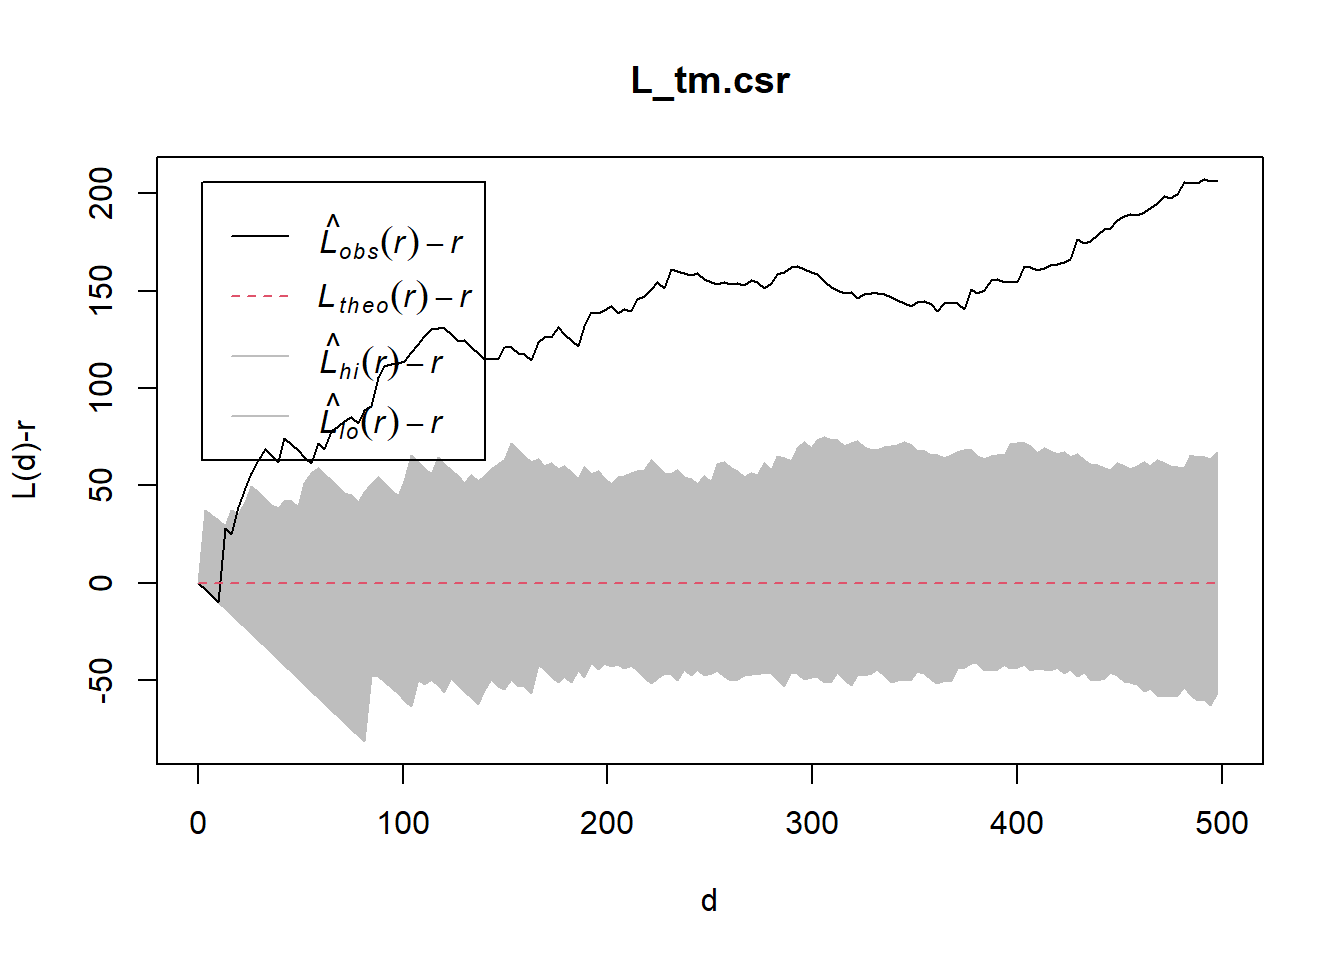 L_tm.csr
L(d)-r
200
150
100
50
0
-50
L̂obs(r) − r
Ltheo(r) − r
L̂hi(r) − r
L̂lo(r) − r
0 100 200 300 400 500
d